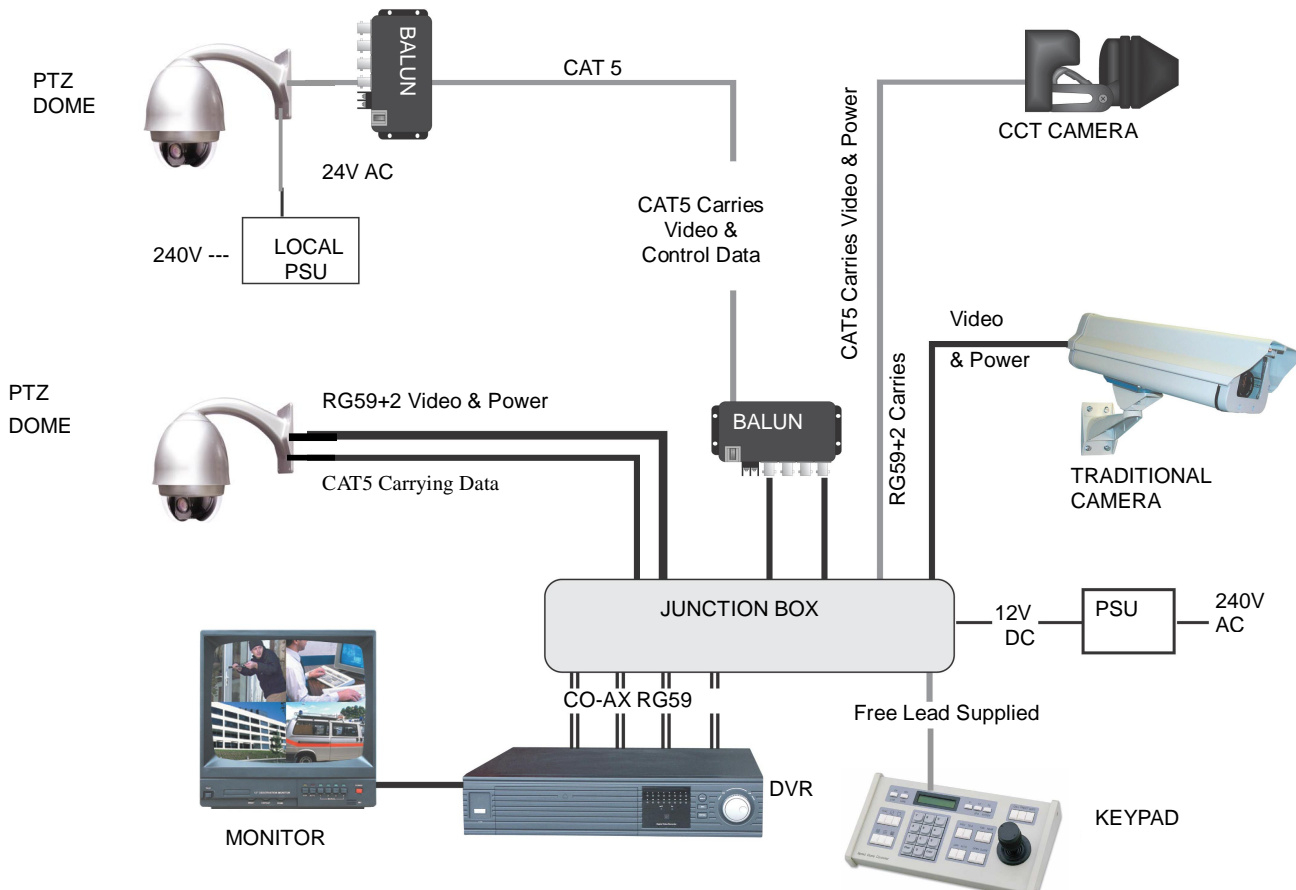 PTZ
DOME
BALUN
CAT 5
24V AC
240V ---
LOCAL
PSU
CAT5 Carries
Video &
Control Data
CAT5 Carries Video & Power
CCT CAMERA
RG59+2 Carries
Video
& Power
TRADITIONAL
CAMERA
PTZ
DOME
RG59+2 Video & Power
CAT5 Carrying Data
BALUN
JUNCTION BOX
12V
DC
PSU
240V
AC
CO-AX RG59
Free Lead Supplied
MONITOR
DVR
KEYPAD